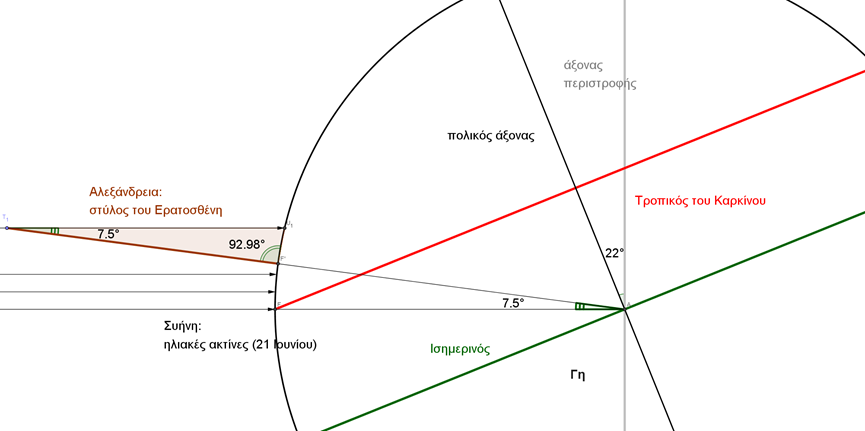 άξονας
περιστροφής
πολικός άξονας
Αλεξάνδρεια:
στύλος του Ερατοσθένη
Τροπικός του Καρκίνου
7.5°
92.98°
22°
7.5°
Συήνη:
ηλιακές ακτίνες (21 Ιουνίου)
Ισημερινός
Γη